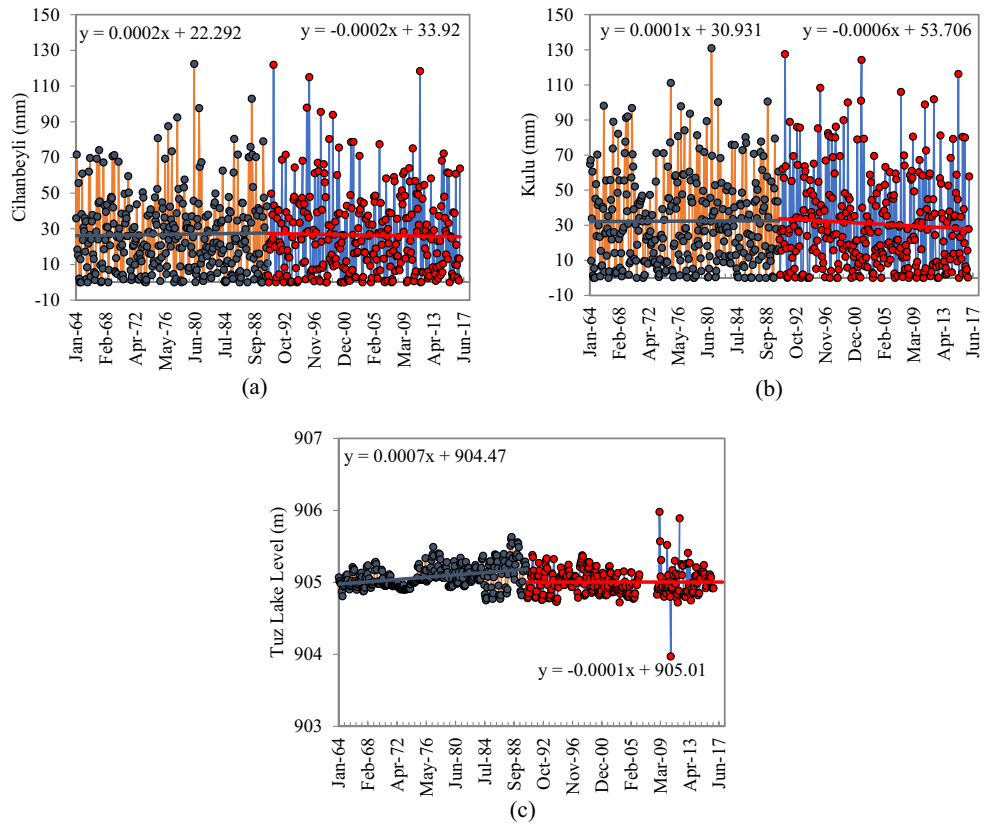 y = 0.0002x + 22.292
y = -0.0002x + 33.92
150
130
110
90
70
50
30
10
-10
Cihanbeyli (mm)
Jan-64
Feb-68
Apr-72
May-76
Jun-80
Jul-84
Sep-88
Oct-92
Nov-96
Dec-00
Feb-05
Mar-09
Apr-13
Jun-17
(a)
y = 0.0001x + 30.931
y = -0.0006x + 53.706
150
130
110
90
70
50
30
10
-10
Kulu (mm)
Jan-64
Feb-68
Apr-72
May-76
Jun-80
Jul-84
Sep-88
Oct-92
Nov-96
Dec-00
Feb-05
Mar-09
Apr-13
Jun-17
(b)
y = 0.0007x + 904.47
907
906
905
904
903
Tuz Lake Level (m)
y = -0.0001x + 905.01
Jan-64
Feb-68
Apr-72
May-76
Jun-80
Jul-84
Sep-88
Oct-92
Nov-96
Dec-00
Feb-05
Mar-09
Apr-13
Jun-17
(c)